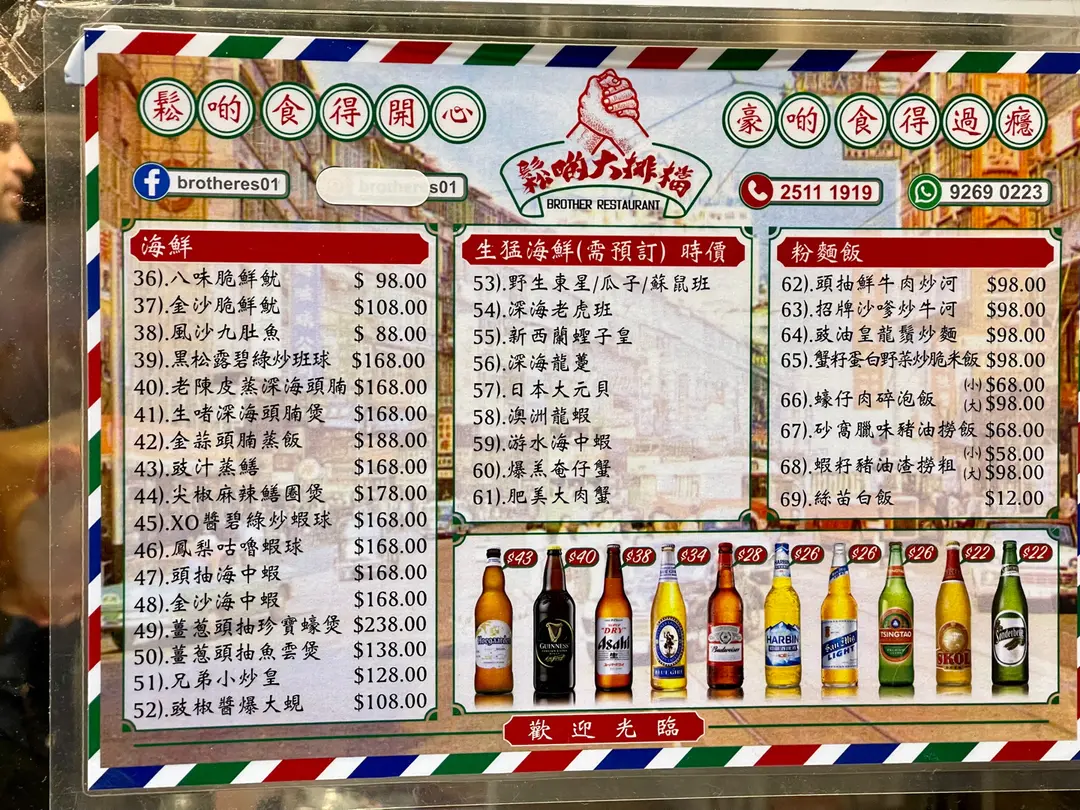 鬆啲食得開心
豪啲食得過癮
鬆啲大排檔
BROTHER RESTAURANT
brotheres01
brotheres01
2511 1919
9269 0223
海鮮
36).八味脆鮮魷 $ 98.00
37).金沙脆鮮魷 $108.00
38).風沙九肚魚 $ 88.00
39).黑松露碧綠炒班球 $168.00
40).老陳皮蒸深海頭腩 $168.00
41).生啫深海頭腩煲 $168.00
42).金蒜頭腩蒸飯 $188.00
43).豉汁蒸鱔 $168.00
44).尖椒麻辣鱔圈煲 $178.00
45).XO醬碧綠炒蝦球 $168.00
46).鳳梨咕嚕蝦球 $168.00
47).頭抽海中蝦 $168.00
48).金沙海中蝦 $168.00
49).薑蔥頭抽珍寶蠔煲 $238.00
50).薑蔥頭抽魚雲煲 $138.00
51).兄弟小炒皇 $128.00
52).豉椒醬爆大蜆 $108.00
生猛海鮮(需預訂) 時價
53).野生東星/瓜子/蘇鼠班
54).深海老虎班
55).新西蘭蟶子皇
56).深海龍躉
57).日本大元貝
58).澳洲龍蝦
59).游水海中蝦
60).爆羔奄仔蟹
61).肥美大肉蟹
粉麵飯
62).頭抽鮮牛肉炒河 $98.00
63).招牌沙嗲炒牛河 $98.00
64).豉油皇龍鬚炒麵 $98.00
65).蟹籽蛋白野菜炒脆米飯 $98.00
66).蠔仔肉碎泡飯 (小)$68.00
(大)$98.00
67).砂窩臘味豬油撈飯 $68.00
68).蝦籽豬油渣撈粗 (小)$58.00
(大)$98.00
69).絲苗白飯 $12.00
$43 $40 $38 $34 $28 $26 $26 $26 $22 $22
Hoegaarden
GUINNESS
SUPER "DRY"
Asahi
BLUE GIRL
Budweiser
HARBIN
San Mig
LIGHT
TSINGTAO
SKOL
歡迎光臨